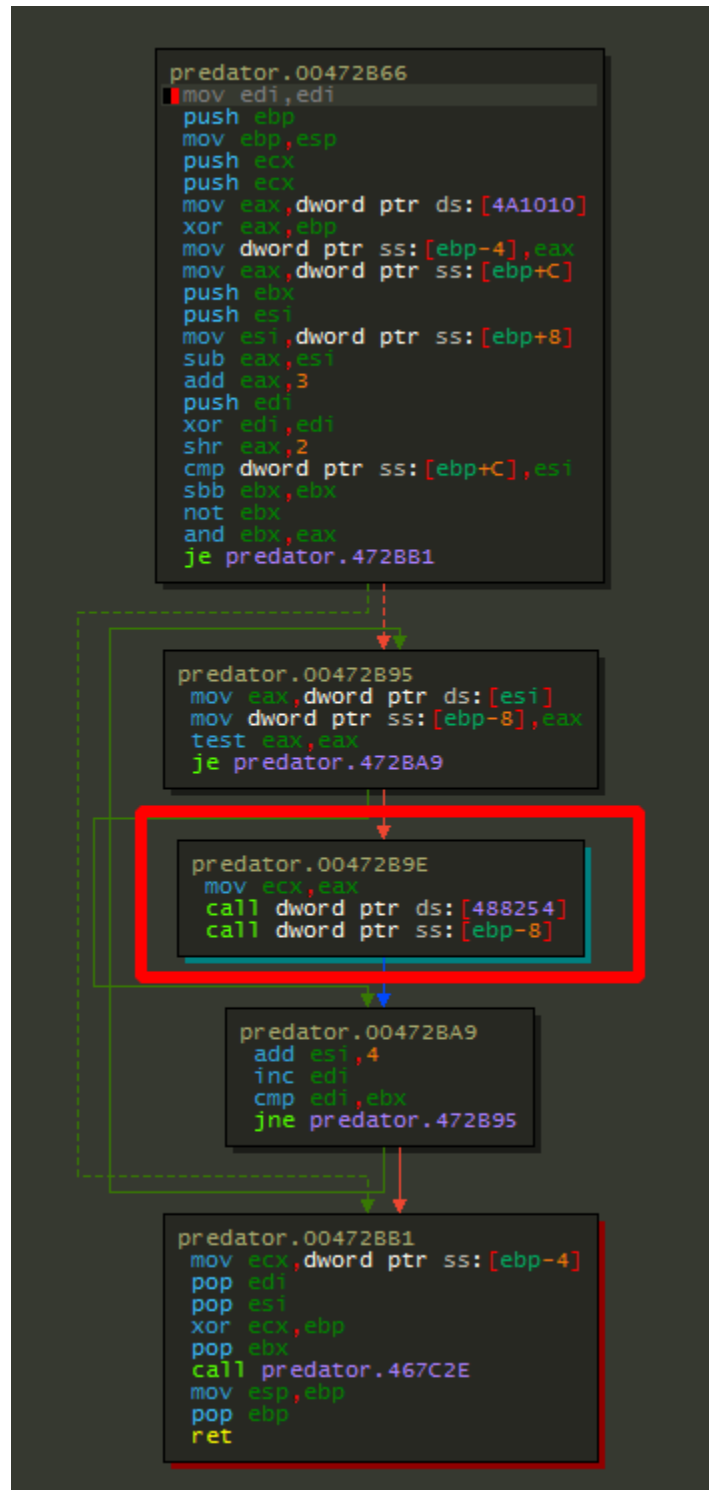 predator.00472B66
mov edi,edi
push ebp
mov ebp,esp
push ecx
push ecx
mov eax,dword ptr ds:[4A1010]
xor eax,ebp
mov dword ptr ss:[ebp-4],eax
mov eax,dword ptr ss:[ebp+C]
push ebx
push esi
mov esi,dword ptr ss:[ebp+8]
sub eax,esi
add eax,3
push edi
xor edi,edi
shr eax,2
cmp dword ptr ss:[ebp+C],esi
sbb ebx,ebx
not ebx
and ebx,eax
je predator.472BB1
predator.00472B95
mov eax,dword ptr ds:[esi]
mov dword ptr ss:[ebp-8],eax
test eax,eax
je predator.472BA9
predator.00472B9E
mov ecx,eax
call dword ptr ds:[488254]
call dword ptr ss:[ebp-8]
predator.00472BA9
add esi,4
inc edi
cmp edi,ebx
jne predator.472B95
predator.00472BB1
mov ecx,dword ptr ss:[ebp-4]
pop edi
pop esi
xor ecx,ebp
pop ebx
call predator.467C2E
mov esp,ebp
pop ebp
ret